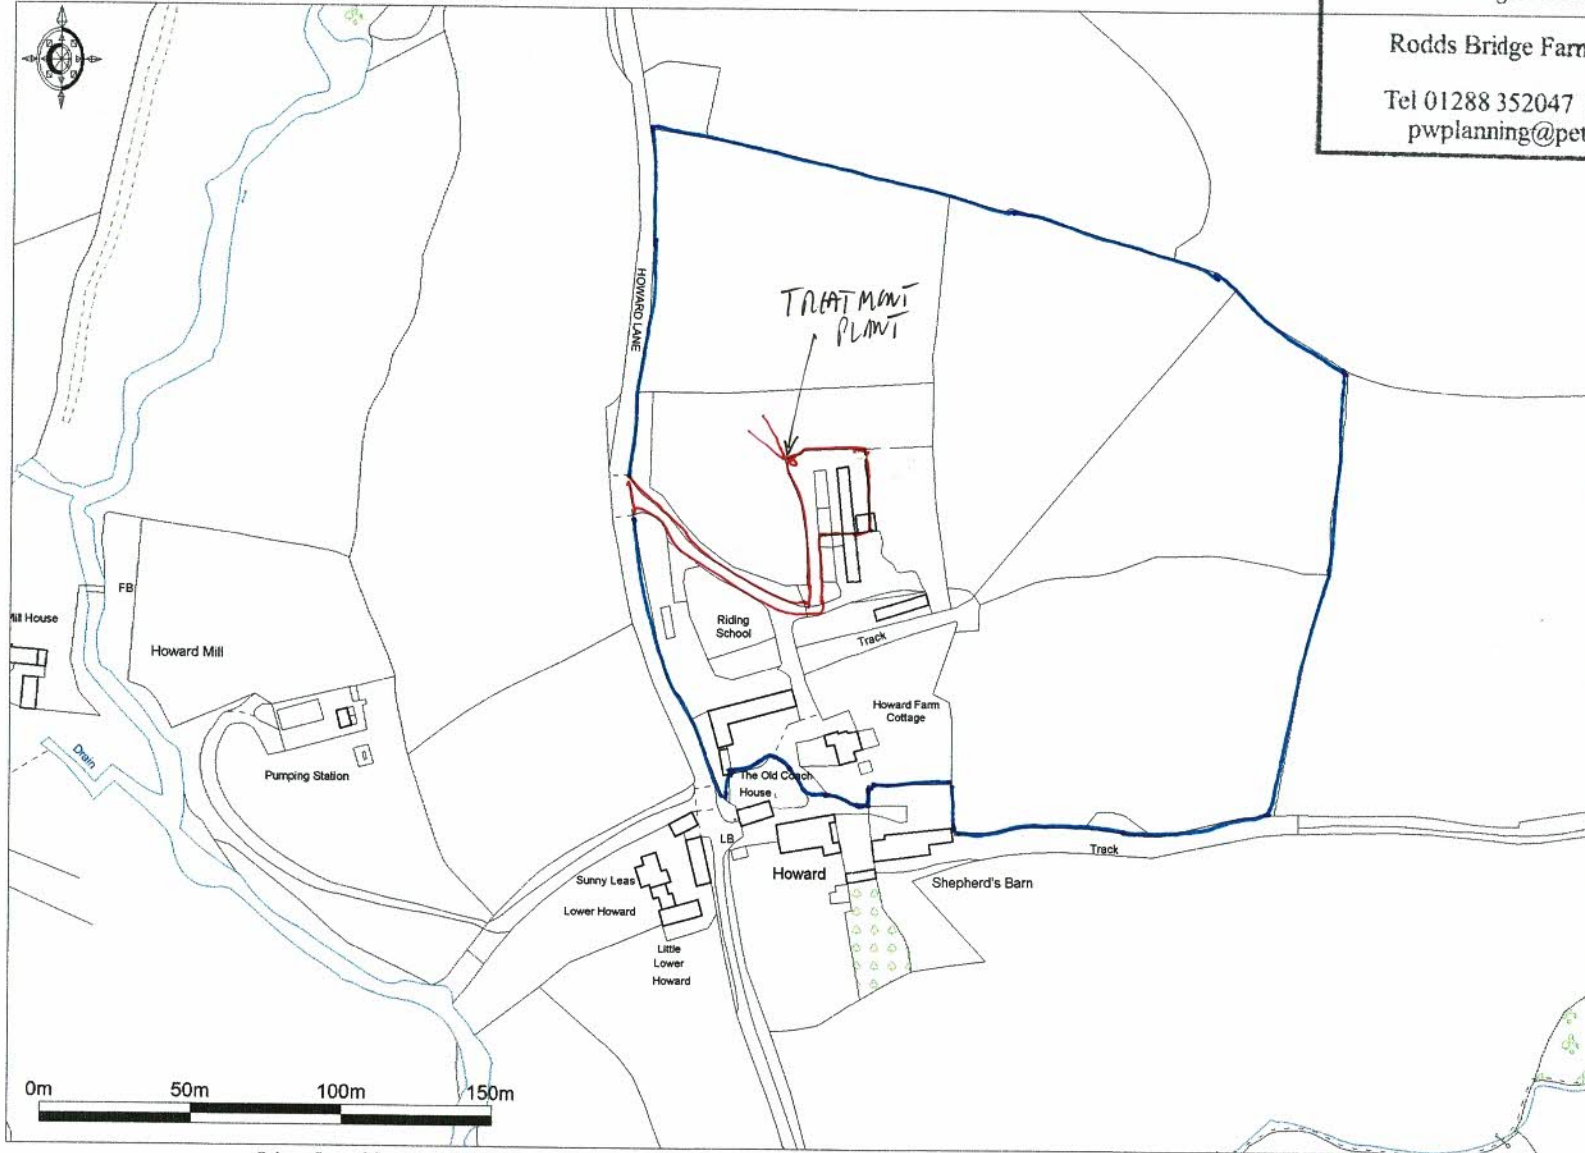 Rodds Bridge Farm
Tel 01288 352047
pwplanning@pet
HOWARD LANE
TREATMENT
PLANT
FB
Mill House
Howard Mill
Riding
School
Track
Howard Farm
Cottage
Drain
Pumping Station
The Old Coach
House
LB
Howard
Track
Sunny Leas
Shepherd's Barn
Lower Howard
Little
Lower
Howard
0m 50m 100m 150m